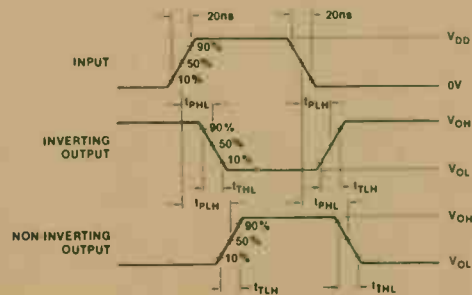 20ns 20ns
VDD
INPUT 90%
50%
10% 0V
tPHL tPLH
VOH
INVERTING OUTPUT 90%
50%
10% VOL
tTHL tTLH
tPLH tPHL
VOH
NON-INVERTING OUTPUT 90%
50%
10% VOL
tTLH tTHL